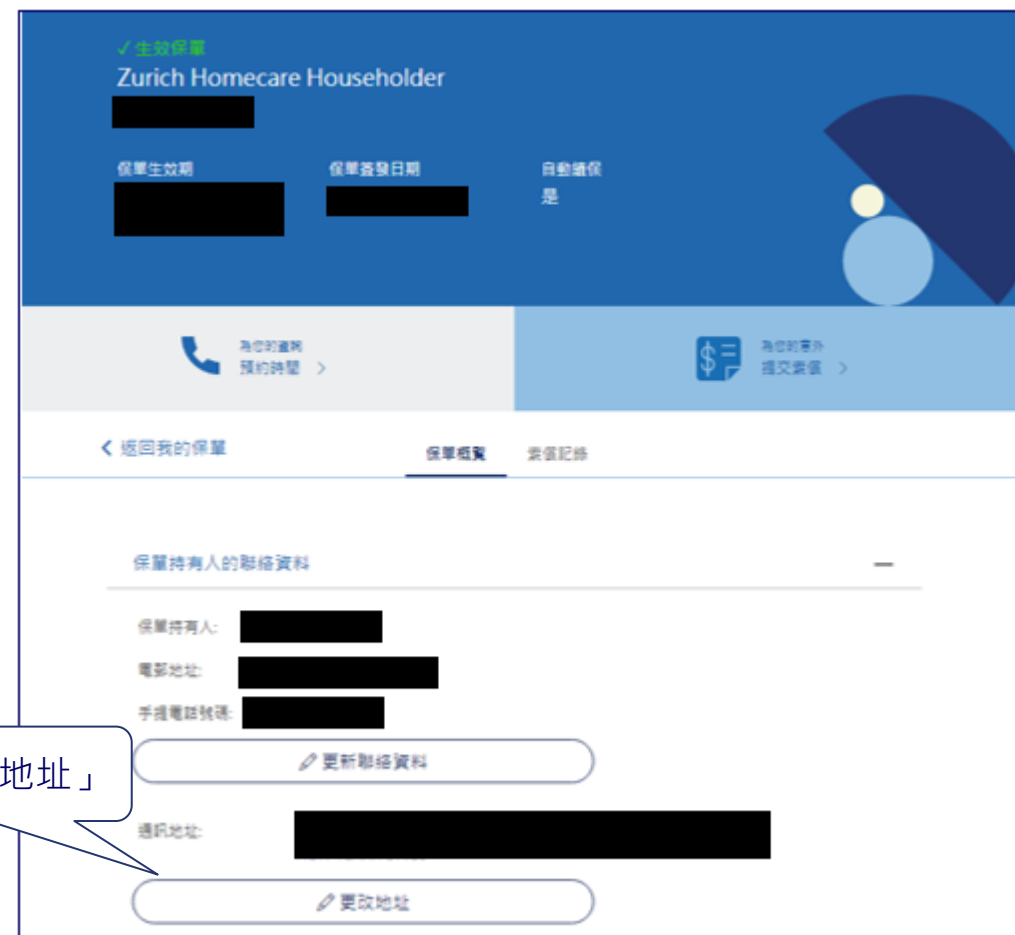 ✓生效保單
Zurich Homecare Householder
保單生效期
保單簽發日期
自動續保
是
為您的查詢
預約時間 >
為您的意外
提交索償 >
返回我的保單
保單概覽
索償記錄
保單持有人的聯絡資料
保單持有人:
電郵地址:
手提電話號碼:
更新聯絡資料
地址」
通訊地址:
更改地址